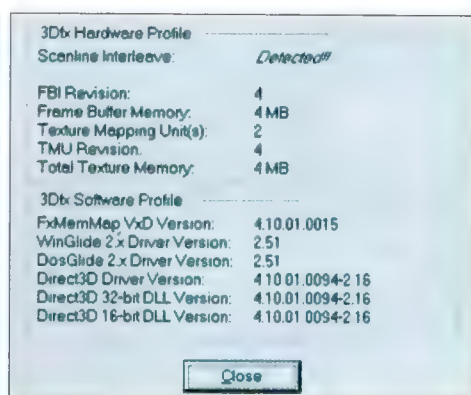 3Dfx Hardware Profile
Scanline Interleave: Detected!!
FBI Revision: 4
Frame Buffer Memory: 4 MB
Texture Mapping Unit(s): 2
TMU Revision: 4
Total Texture Memory: 4 MB
3Dfx Software Profile
FxMemMap VxD Version: 4.10.01.0015
WinGlide 2.x Driver Version: 2.51
DosGlide 2.x Driver Version: 2.51
Direct3D Driver Version: 4.10.01.0094-2.16
Direct3D 32-bit DLL Version: 4.10.01.0094-2.16
Direct3D 16-bit DLL Version: 4.10.01.0094-2.16
Close